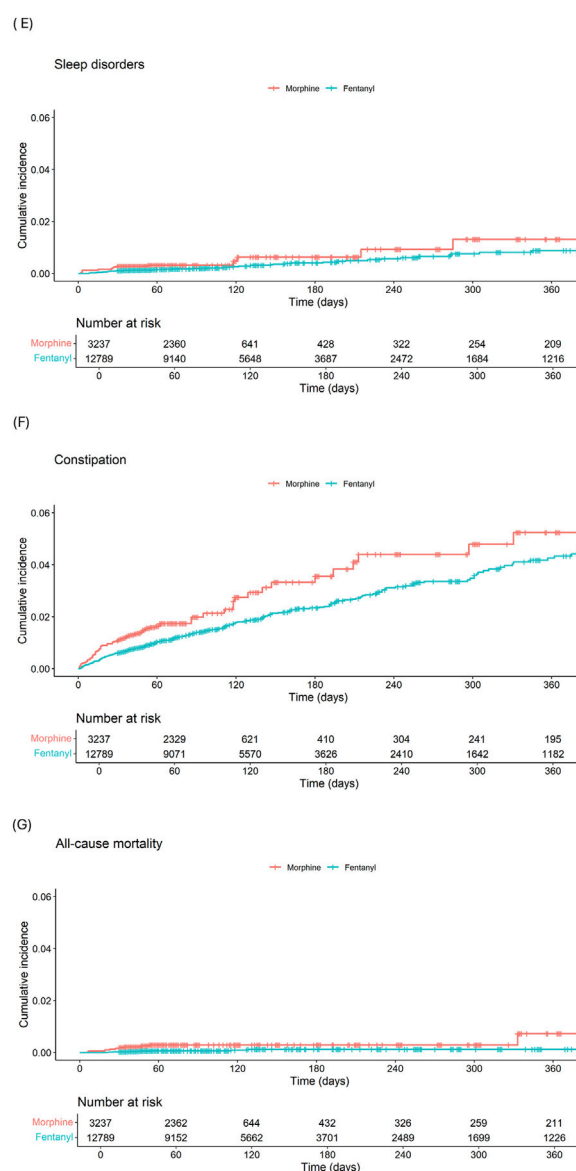 (E)
Sleep disorders
Morphine Fentanyl
Cumulative incidence
0.06
0.04
0.02
0.00
0 60 120 180 240 300 360
Time (days)
Number at risk
Morphine 3237 2360 641 428 322 254 209
Fentanyl 12789 9140 5648 3687 2472 1684 1216
0 60 120 180 240 300 360
Time (days)
(F)
Constipation
Morphine Fentanyl
Cumulative incidence
0.06
0.04
0.02
0.00
0 60 120 180 240 300 360
Time (days)
Number at risk
Morphine 3237 2329 621 410 304 241 195
Fentanyl 12789 9071 5570 3626 2410 1642 1182
0 60 120 180 240 300 360
Time (days)
(G)
All-cause mortality
Morphine Fentanyl
Cumulative incidence
0.06
0.04
0.02
0.00
0 60 120 180 240 300 360
Time (days)
Number at risk
Morphine 3237 2362 644 432 326 259 211
Fentanyl 12789 9152 5662 3701 2489 1699 1226
0 60 120 180 240 300 360
Time (days)